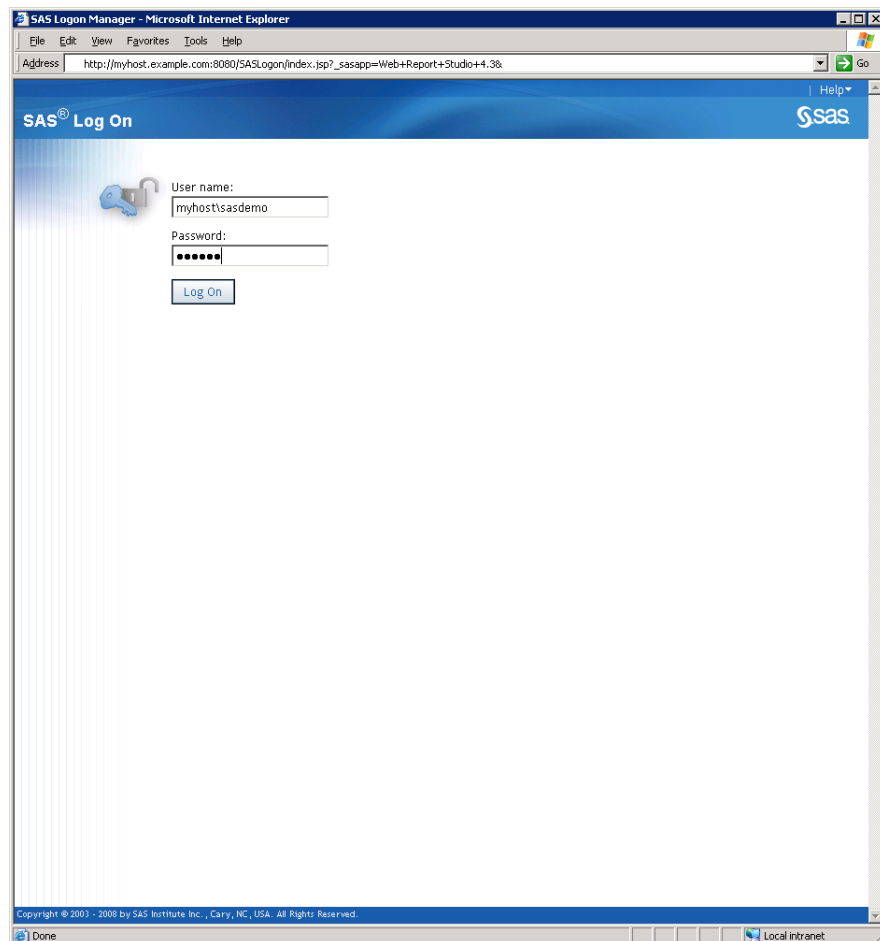 SAS Logon Manager - Microsoft Internet Explorer
File Edit View Favorites Tools Help
Address http://myhost.example.com:8080/SASLogon/index.jsp?_sasapp=Web+Report+Studio+4.3& Go
| Help
SAS® Log On
sas
User name:
myhost\sasdemo
Password:
••••••
Log On
Copyright © 2003 - 2008 by SAS Institute Inc., Cary, NC, USA. All Rights Reserved.
Done Local intranet